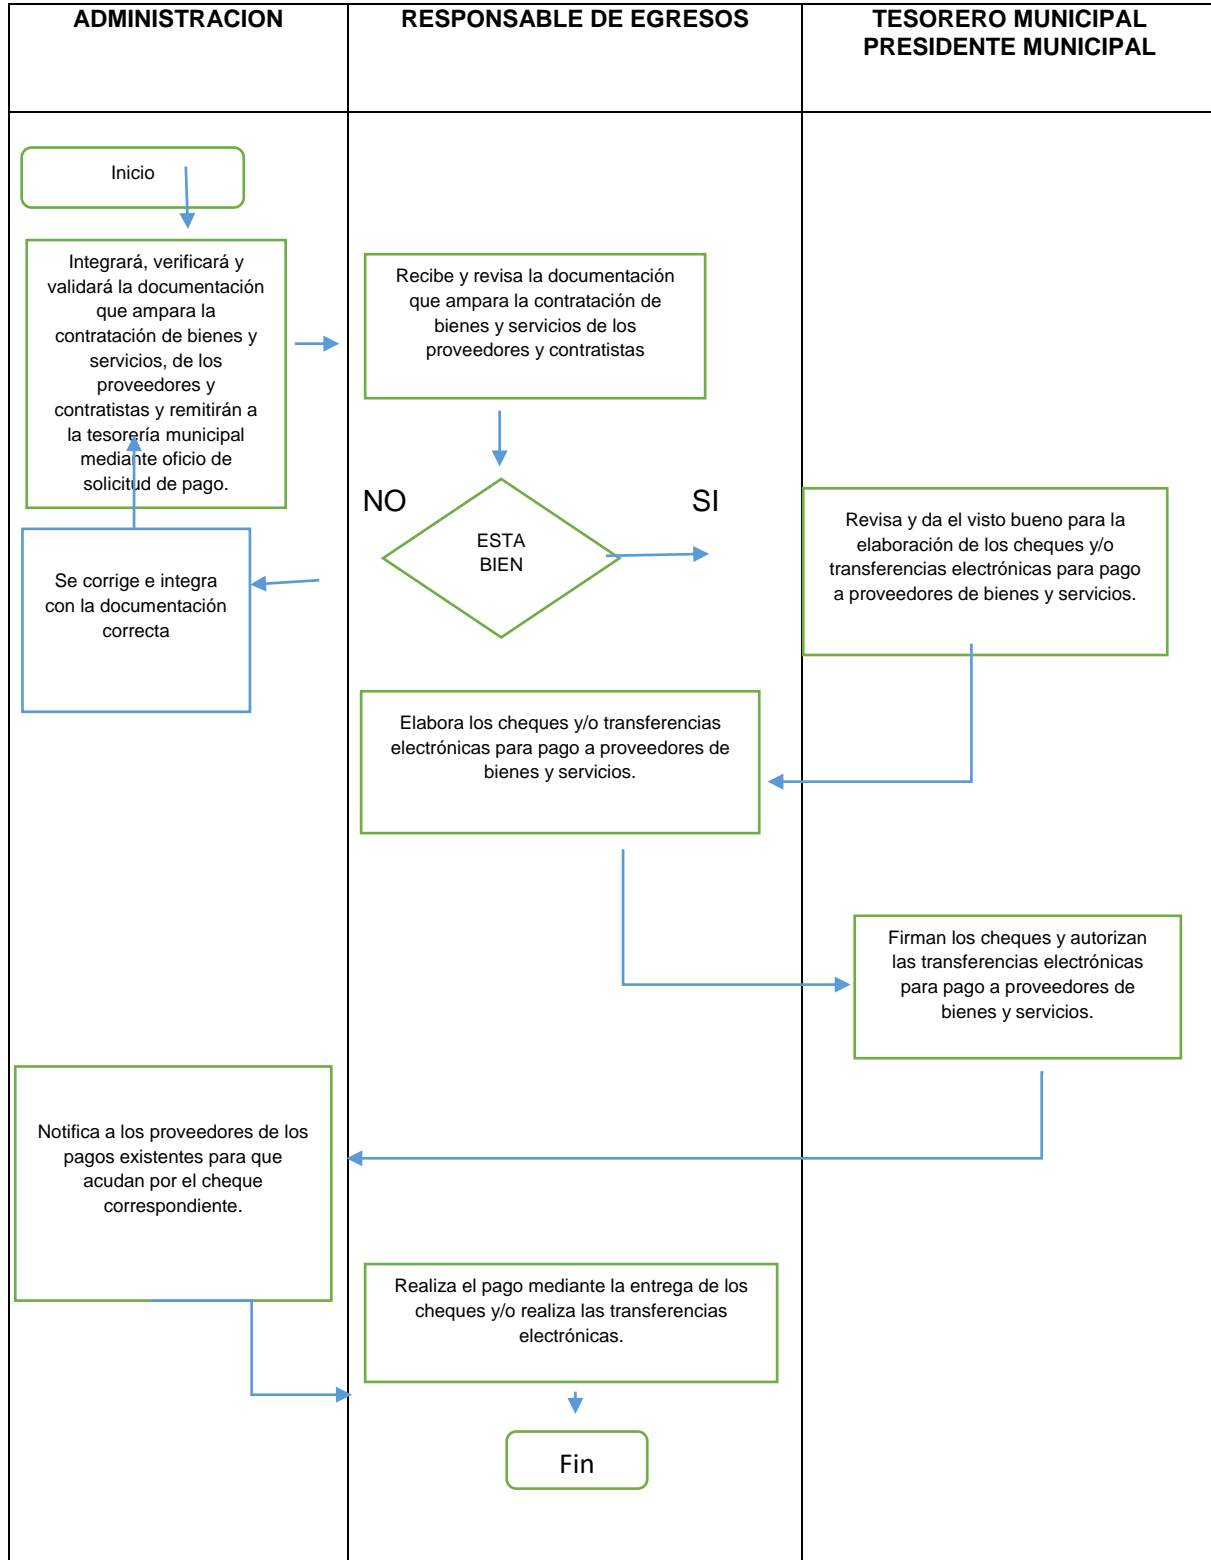 ADMINISTRACION
RESPONSABLE DE EGRESOS
TESORERO MUNICIPAL
PRESIDENTE MUNICIPAL
Inicio
Integrará, verificará y
validará la documentación
que ampara la
contratación de bienes y
servicios, de los
proveedores y
contratistas y remitirán a
la tesorería municipal
mediante oficio de
solicitud de pago.
Recibe y revisa la documentación
que ampara la contratación de
bienes y servicios de los
proveedores y contratistas
NO
SI
ESTA
BIEN
Se corrige e integra
con la documentación
correcta
Revisa y da el visto bueno para la
elaboración de los cheques y/o
transferencias electrónicas para pago
a proveedores de bienes y servicios.
Elabora los cheques y/o transferencias
electrónicas para pago a proveedores de
bienes y servicios.
Firman los cheques y autorizan
las transferencias electrónicas
para pago a proveedores de
bienes y servicios.
Notifica a los proveedores de los
pagos existentes para que
acudan por el cheque
correspondiente.
Realiza el pago mediante la entrega de los
cheques y/o realiza las transferencias
electrónicas.
Fin